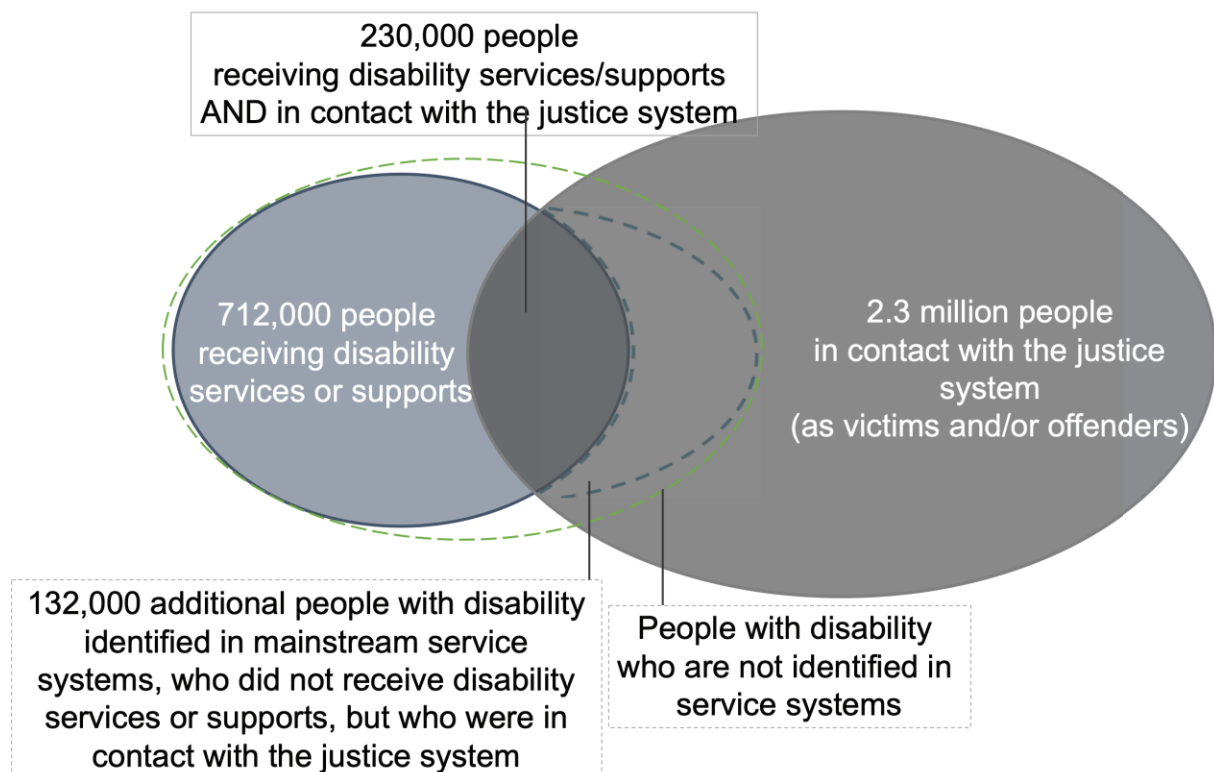 230,000 people
receiving disability services/supports
AND in contact with the justice system
712,000 people
receiving disability
services or supports
2.3 million people
in contact with the justice
system
(as victims and/or offenders)
132,000 additional people with disability
identified in mainstream service
systems, who did not receive disability
services or supports, but who were in
contact with the justice system
People with disability
who are not identified in
service systems